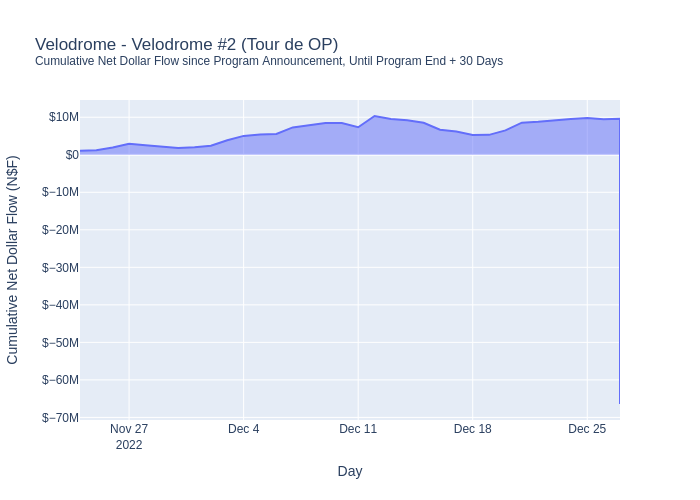 Velodrome - Velodrome #2 (Tour de OP)
Cumulative Net Dollar Flow since Program Announcement, Until Program End + 30 Days
Cumulative Net Dollar Flow (N$F)
$10M
$0
$−10M
$−20M
$−30M
$−40M
$−50M
$−60M
$−70M
Nov 27
2022
Dec 4
Dec 11
Dec 18
Dec 25
Day